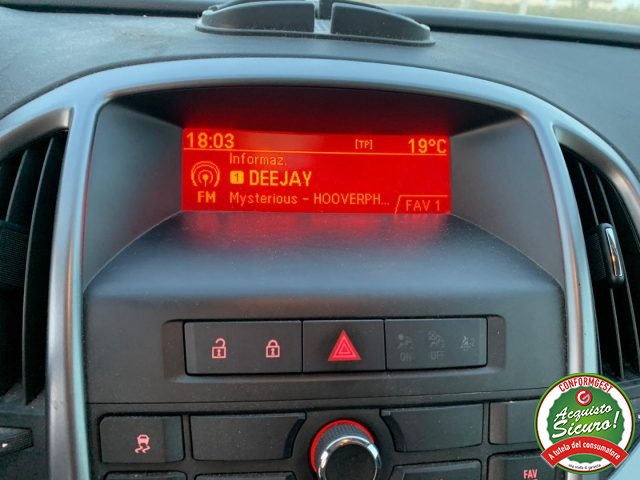 18:03 [TP] 19°C
Informaz.
1 DEEJAY
FM Mysterious - HOOVERPH... FAV 1
ON OFF 2
FAV
CONFORMGEST
Acquisto
Sicuro!
A tutela del consumatore